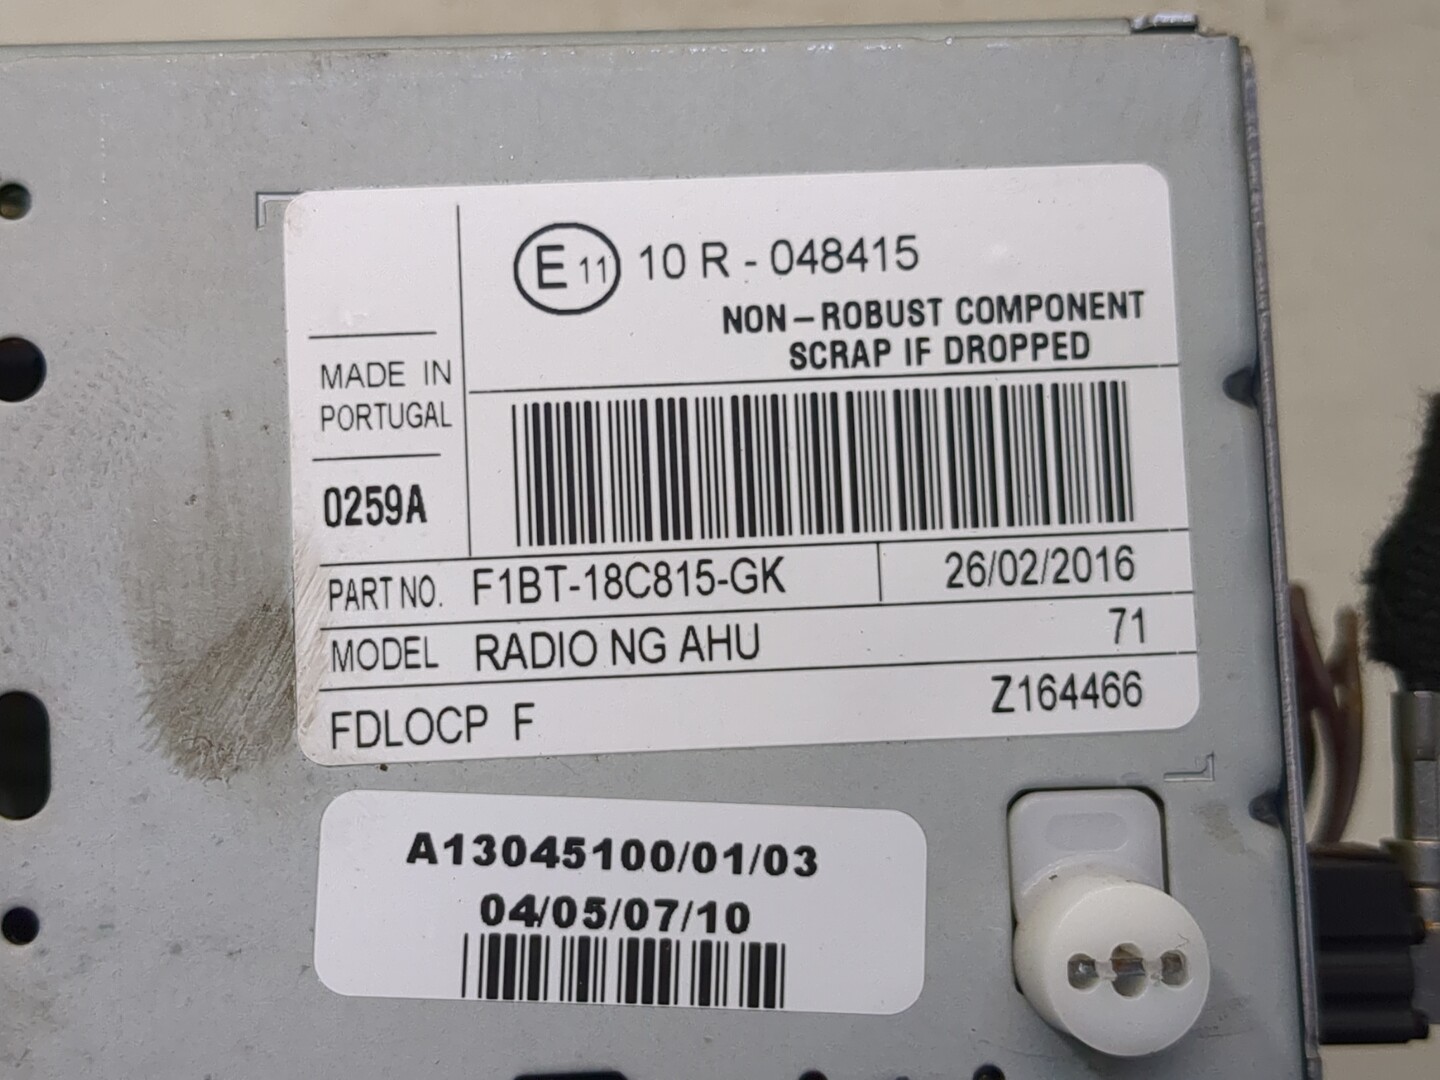 E 11 10 R - 048415
NON - ROBUST COMPONENT
SCRAP IF DROPPED
MADE IN
PORTUGAL
0259A
PART NO. F1BT-18C815-GK 26/02/2016
MODEL RADIO NG AHU 71
FDLOCP F Z164466
A13045100/01/03
04/05/07/10